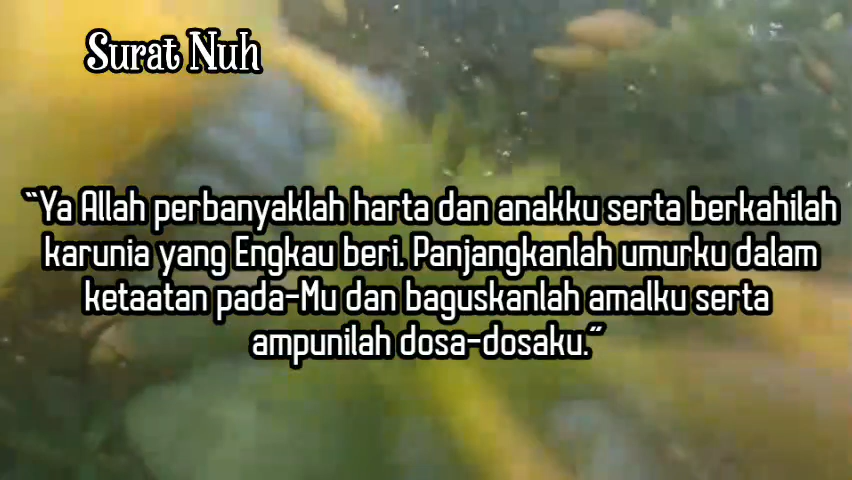 Surat Nuh
“Ya Allah perbanyaklah harta dan anakku serta berkahilah
karunia yang Engkau beri. Panjangkanlah umurku dalam
ketaatan pada-Mu dan baguskanlah amalku serta
ampunilah dosa-dosaku.”